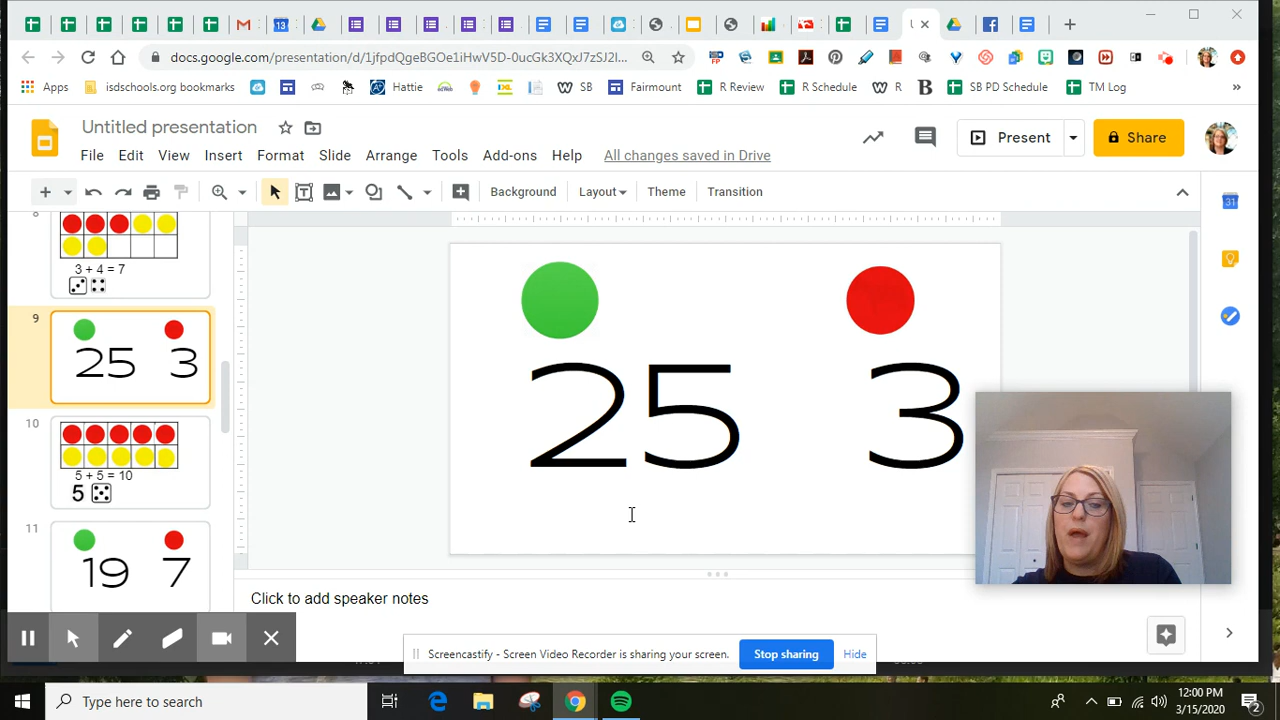 docs.google.com/presentation/d/1ifpdQgeBGOe1iHwV5D-0ucGk3XQxJ7zSJ2l...
Apps isdschools.org bookmarks Hattie SB Fairmount R Review R Schedule R SB PD Schedule TM Log »
Untitled presentation
Present Share
File Edit View Insert Format Slide Arrange Tools Add-ons Help All changes saved in Drive
Background Layout Theme Transition
8
3 + 4 = 7
9
25 3
10
5 + 5 = 10
5
11
19 7
25 3
Click to add speaker notes
Screencastify - Screen Video Recorder is sharing your screen. Stop sharing Hide
Type here to search
12:00 PM
3/15/2020
2